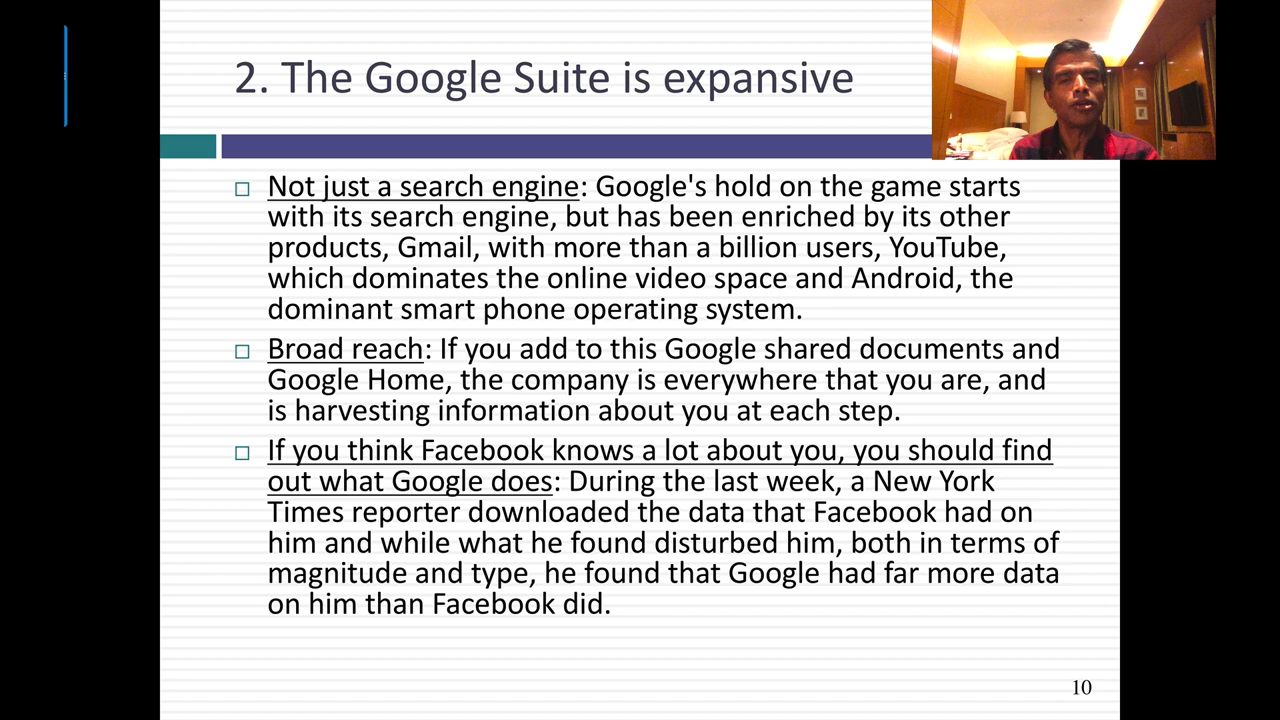 2. The Google Suite is expansive
Not just a search engine: Google's hold on the game starts
with its search engine, but has been enriched by its other
products, Gmail, with more than a billion users, YouTube,
which dominates the online video space and Android, the
dominant smart phone operating system.
Broad reach: If you add to this Google shared documents and
Google Home, the company is everywhere that you are, and
is harvesting information about you at each step.
If you think Facebook knows a lot about you, you should find
out what Google does: During the last week, a New York
Times reporter downloaded the data that Facebook had on
him and while what he found disturbed him, both in terms of
magnitude and type, he found that Google had far more data
on him than Facebook did.
10